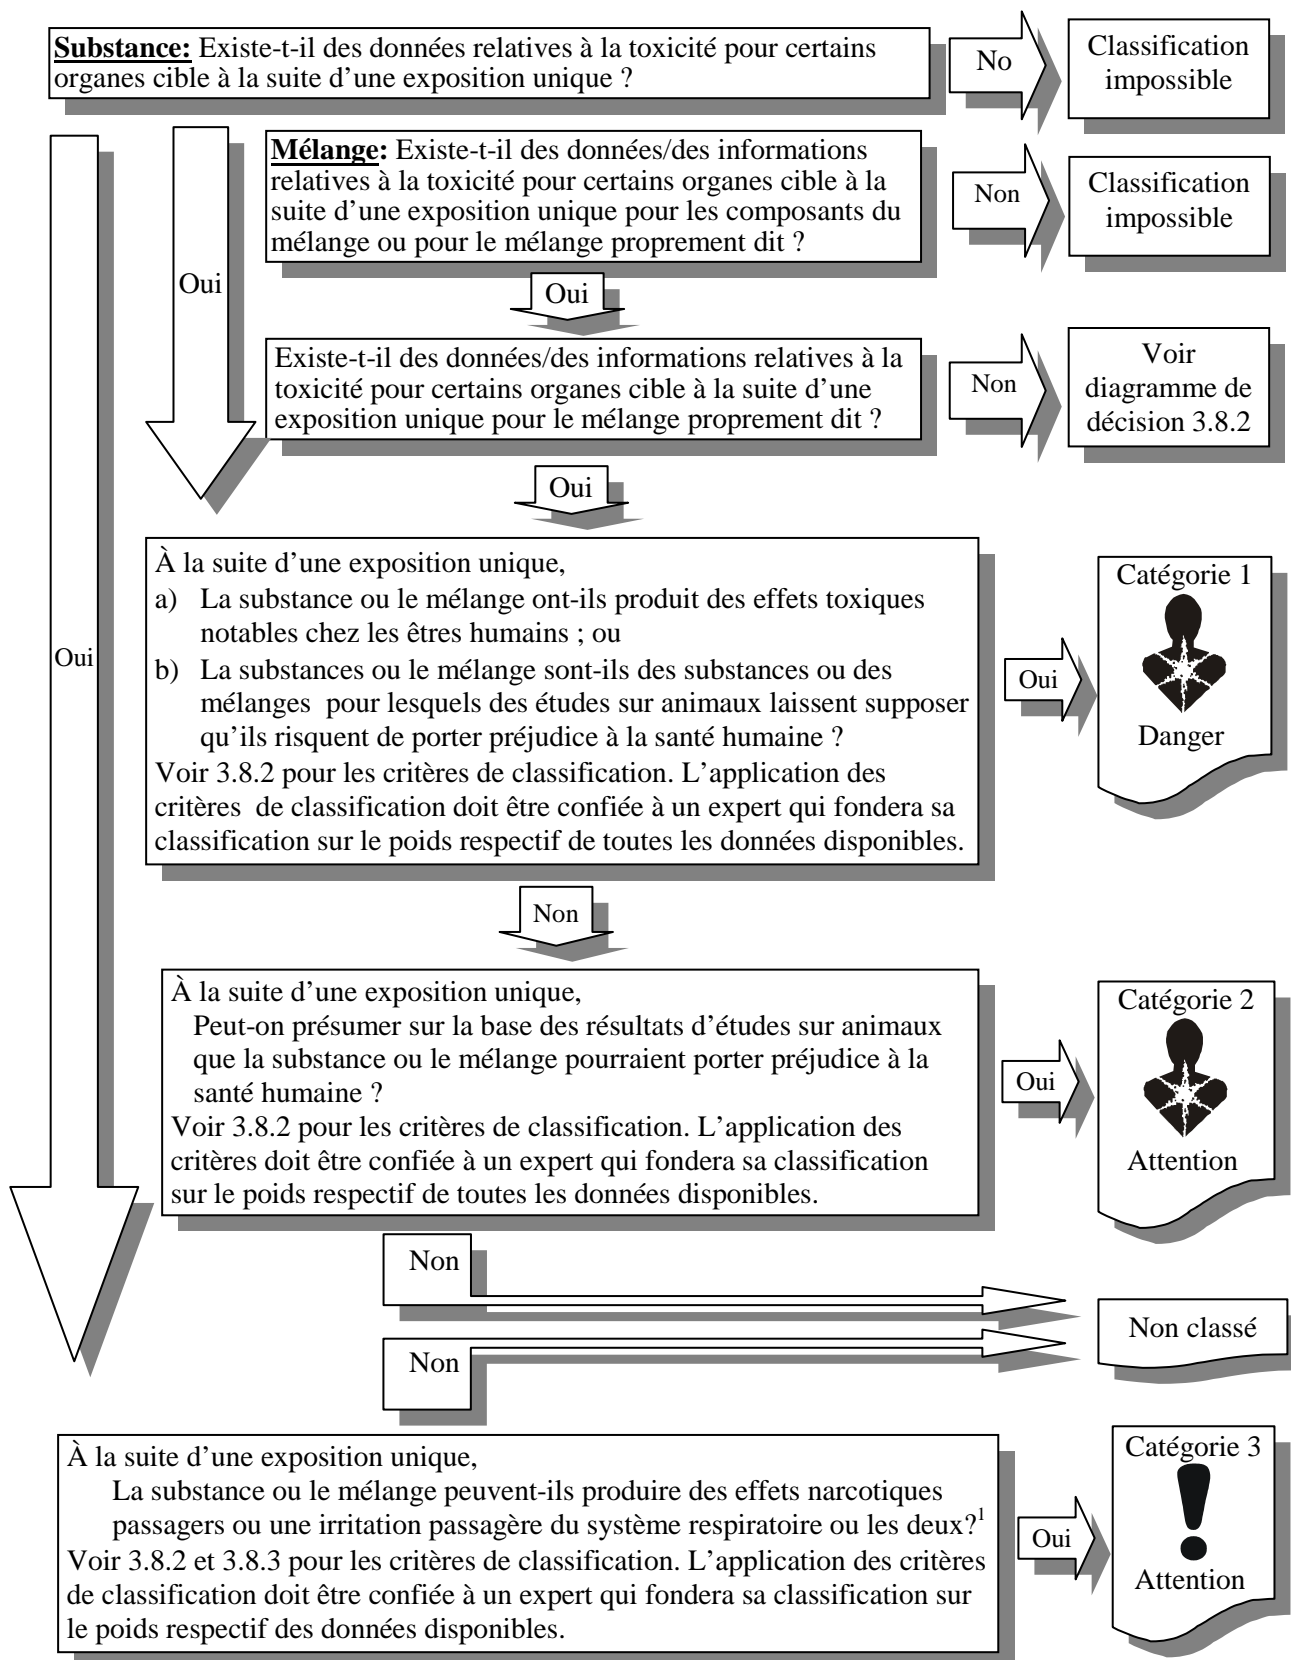 Substance: Existe-t-il des données relatives à la toxicité pour certains
organes cible à la suite d’une exposition unique ?
No
Classification
impossible
Mélange: Existe-t-il des données/des informations
relatives à la toxicité pour certains organes cible à la
suite d’une exposition unique pour les composants du
mélange ou pour le mélange proprement dit ?
Non
Classification
impossible
Oui
Oui
Existe-t-il des données/des informations relatives à la
toxicité pour certains organes cible à la suite d’une
exposition unique pour le mélange proprement dit ?
Non
Voir
diagramme de
décision 3.8.2
Oui
Oui
À la suite d’une exposition unique,
a) La substance ou le mélange ont-ils produit des effets toxiques
notables chez les êtres humains ; ou
b) La substances ou le mélange sont-ils des substances ou des
mélanges pour lesquels des études sur animaux laissent supposer
qu’ils risquent de porter préjudice à la santé humaine ?
Voir 3.8.2 pour les critères de classification. L’application des
critères de classification doit être confiée à un expert qui fondera sa
classification sur le poids respectif de toutes les données disponibles.
Oui
Catégorie 1
Danger
Non
À la suite d’une exposition unique,
Peut-on présumer sur la base des résultats d’études sur animaux
que la substance ou le mélange pourraient porter préjudice à la
santé humaine ?
Voir 3.8.2 pour les critères de classification. L’application des
critères doit être confiée à un expert qui fondera sa classification
sur le poids respectif de toutes les données disponibles.
Oui
Catégorie 2
Attention
Non
Non classé
Non
À la suite d’une exposition unique,
La substance ou le mélange peuvent-ils produire des effets narcotiques
passagers ou une irritation passagère du système respiratoire ou les deux?1
Voir 3.8.2 et 3.8.3 pour les critères de classification. L’application des critères
de classification doit être confiée à un expert qui fondera sa classification sur
le poids respectif des données disponibles.
Oui
Catégorie 3
Attention